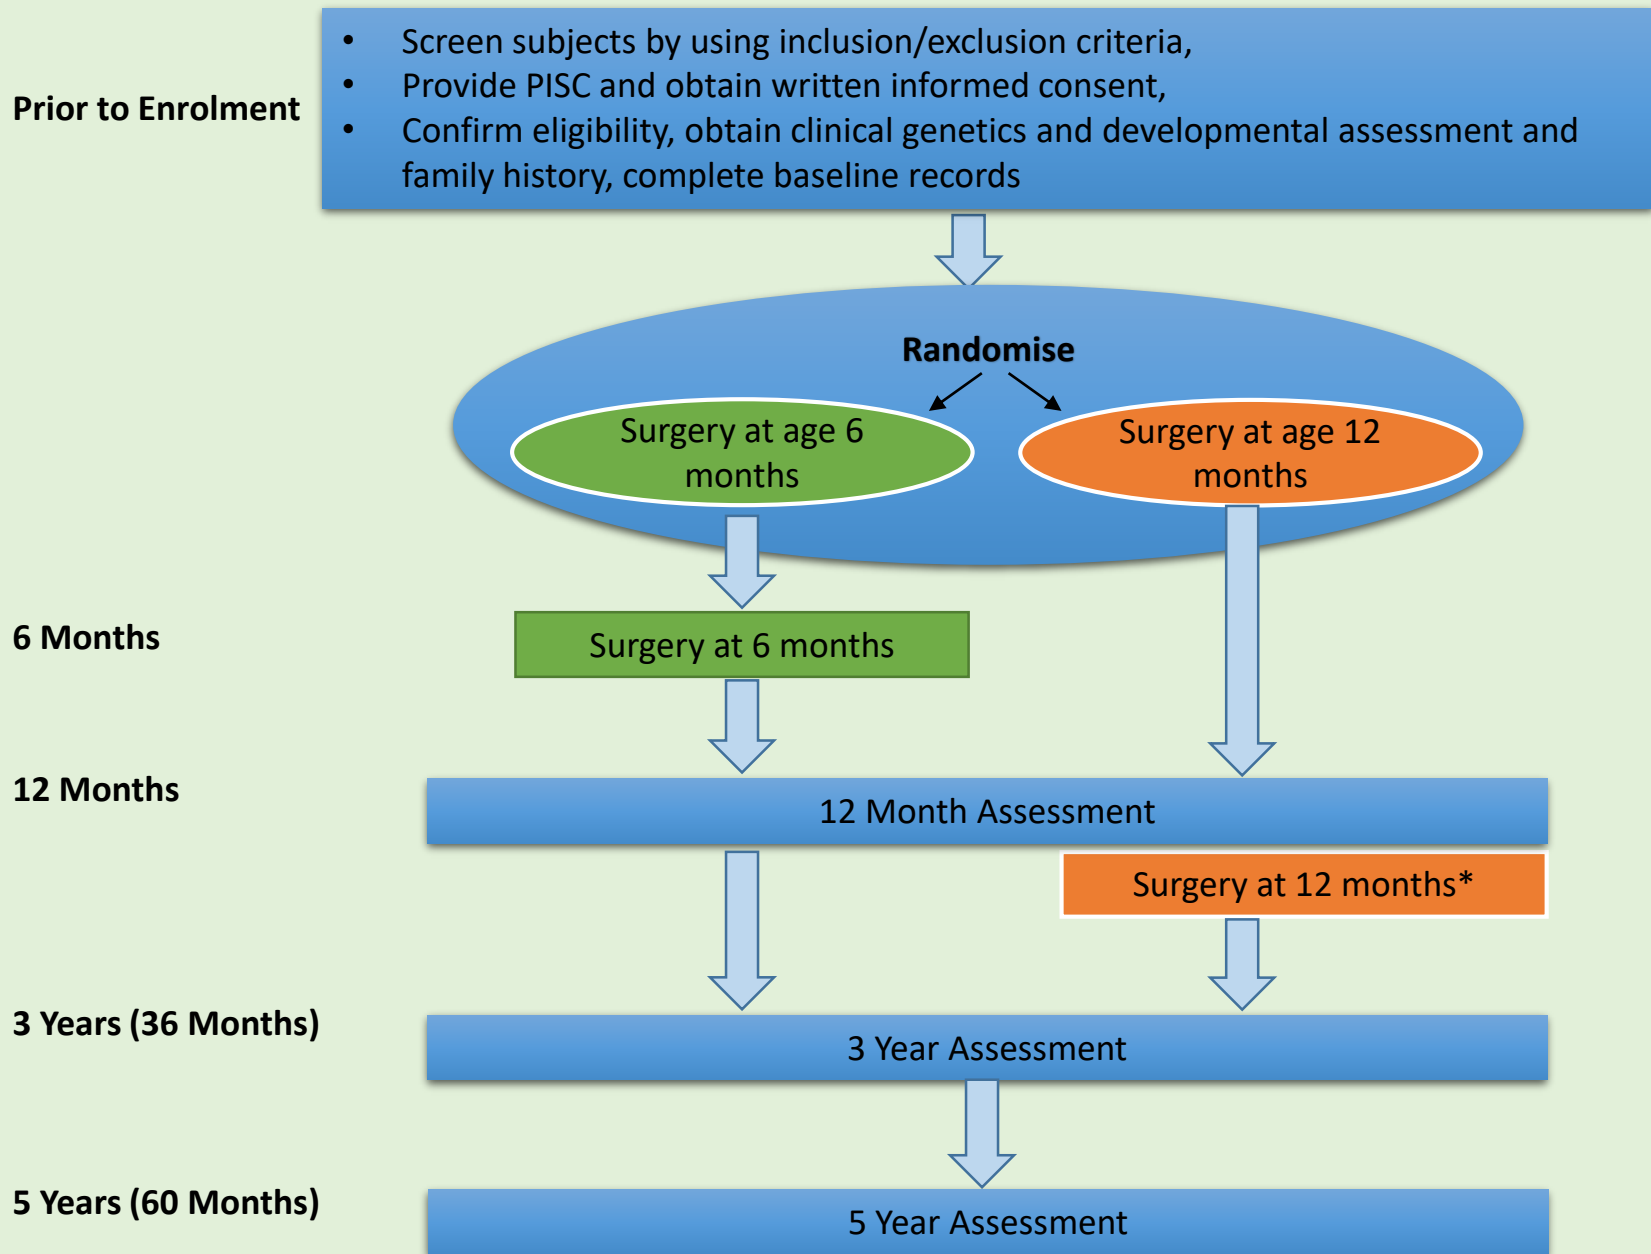 Prior to Enrolment
• Screen subjects by using inclusion/exclusion criteria,
• Provide PISC and obtain written informed consent,
• Confirm eligibility, obtain clinical genetics and developmental assessment and
family history, complete baseline records
Randomise
Surgery at age 6
months
Surgery at age 12
months
6 Months
Surgery at 6 months
12 Months
12 Month Assessment
Surgery at 12 months*
3 Years (36 Months)
3 Year Assessment
5 Years (60 Months)
5 Year Assessment